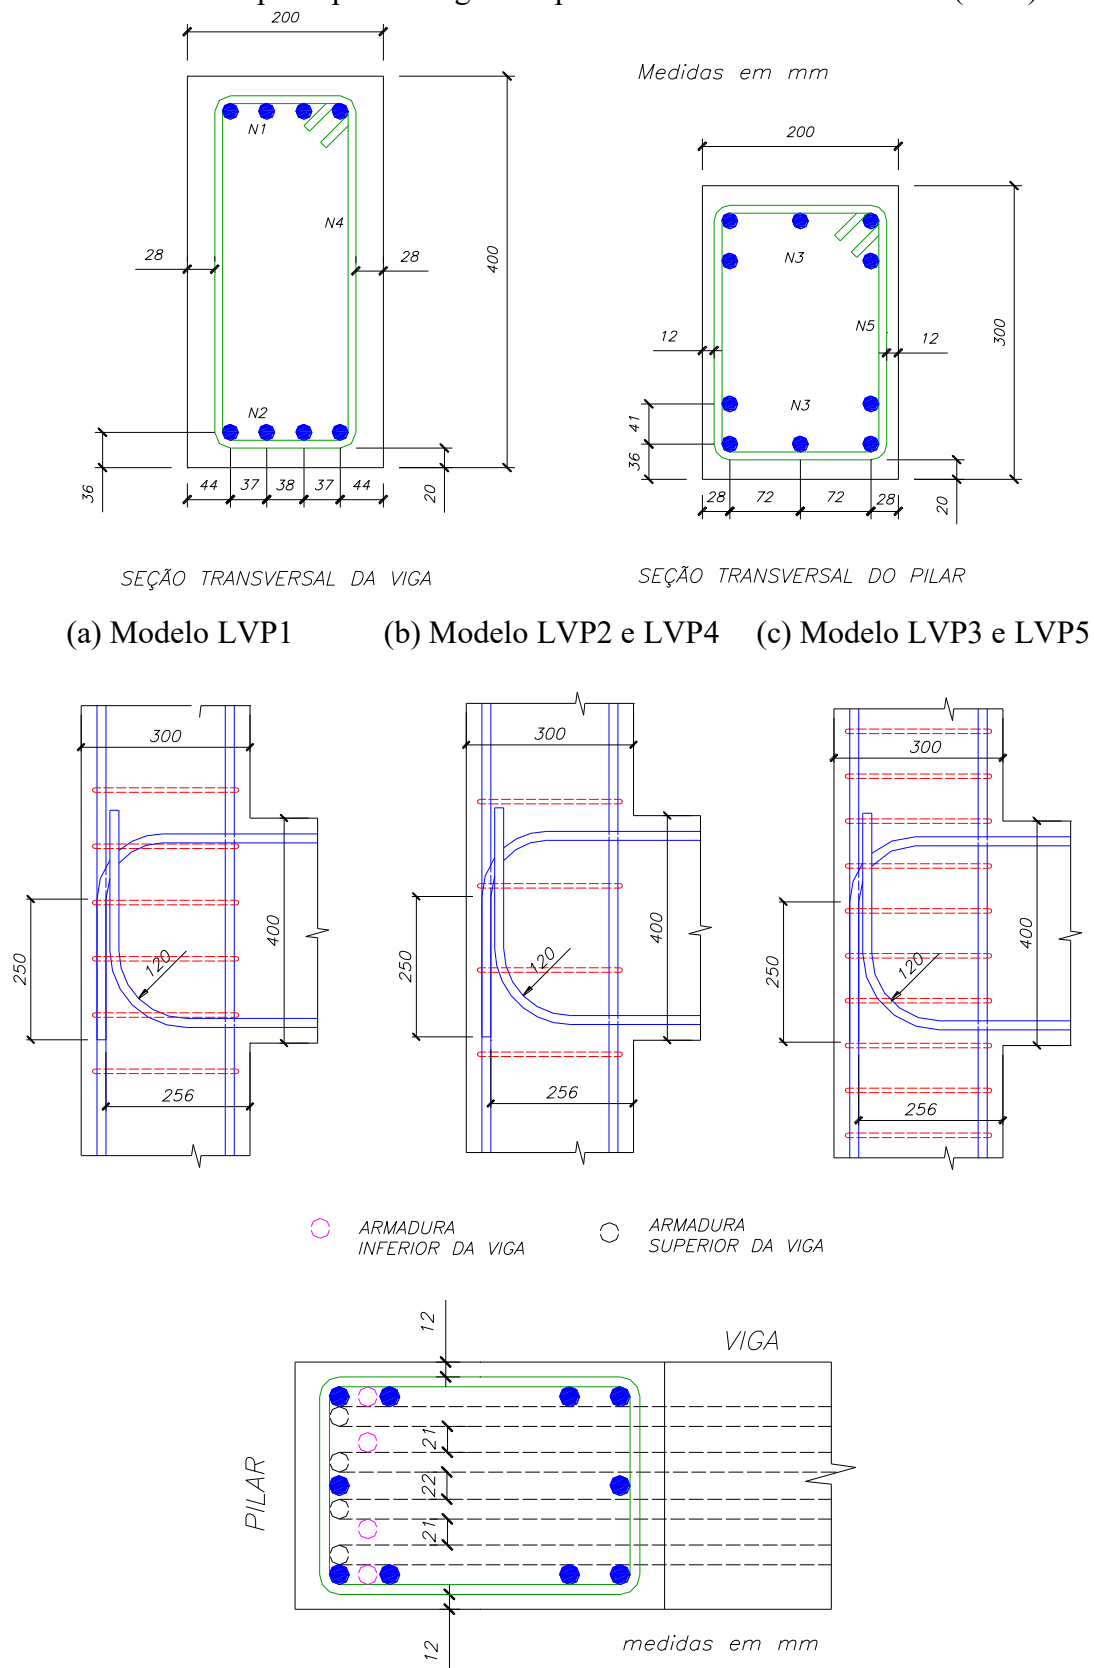 200
Medidas em mm
N1
N4
28
28
400
N2
36
44
37
38
37
44
20
200
N3
N5
12
12
300
41
N3
36
28
72
72
28
20
SEÇÃO TRANSVERSAL DA VIGA
SEÇÃO TRANSVERSAL DO PILAR
(a) Modelo LVP1
(b) Modelo LVP2 e LVP4
(c) Modelo LVP3 e LVP5
300
400
250
120
256
300
400
250
120
256
300
400
250
120
256
ARMADURA
INFERIOR DA VIGA
ARMADURA
SUPERIOR DA VIGA
12
VIGA
PILAR
21
22
21
12
medidas em mm